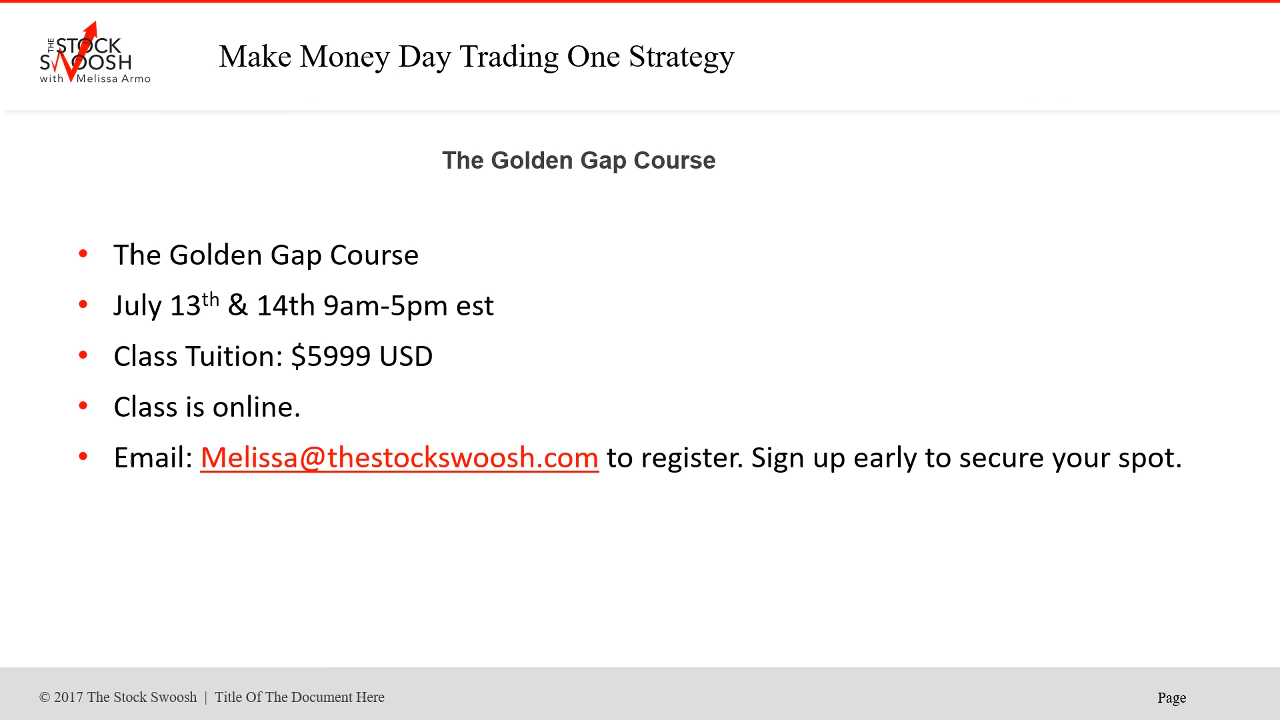 THE STOCK
SWOOSH
with Melissa Armo
Make Money Day Trading One Strategy
The Golden Gap Course
• The Golden Gap Course
• July 13th & 14th 9am-5pm est
• Class Tuition: $5999 USD
• Class is online.
• Email: Melissa@thestockswoosh.com to register. Sign up early to secure your spot.
© 2017 The Stock Swoosh | Title Of The Document Here
Page